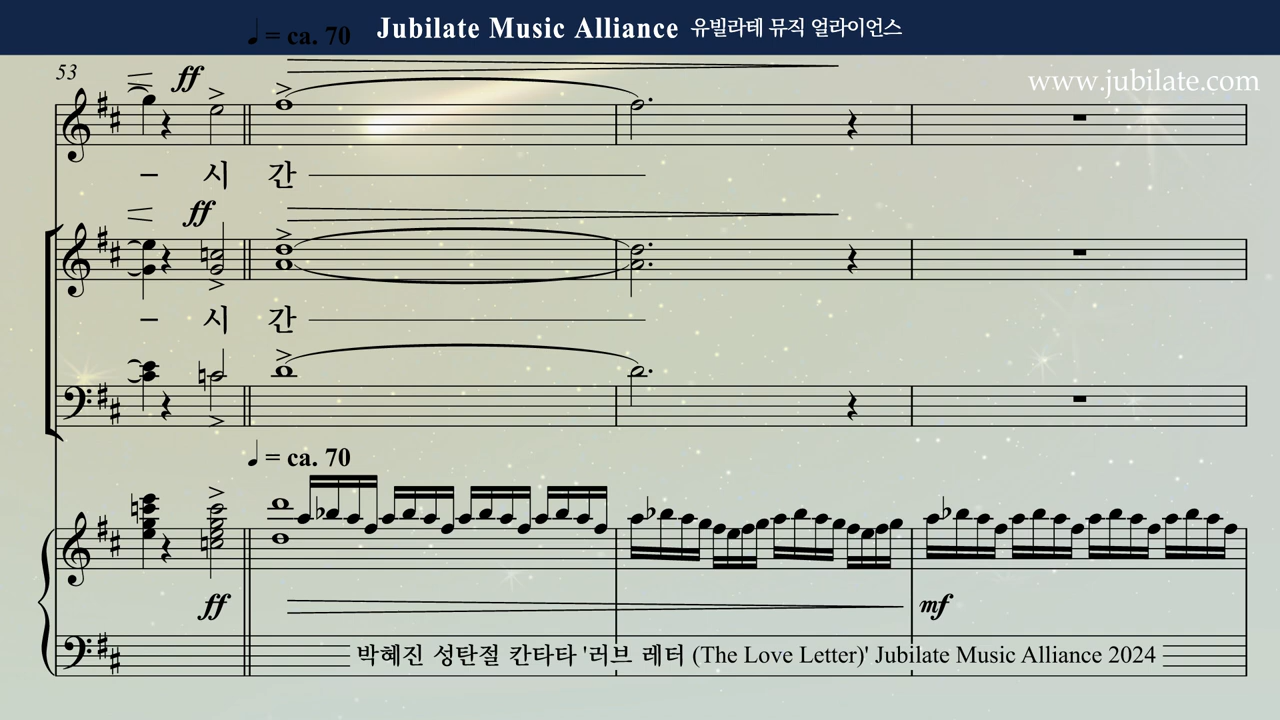 ♩ = ca. 70 Jubilate Music Alliance 유빌라테 뮤직 얼라이언스
53 ff www.jubilate.com
– 시 간
ff
– 시 간
♩ = ca. 70
ff mf
박혜진 성탄절 칸타타 '러브 레터 (The Love Letter)' Jubilate Music Alliance 2024